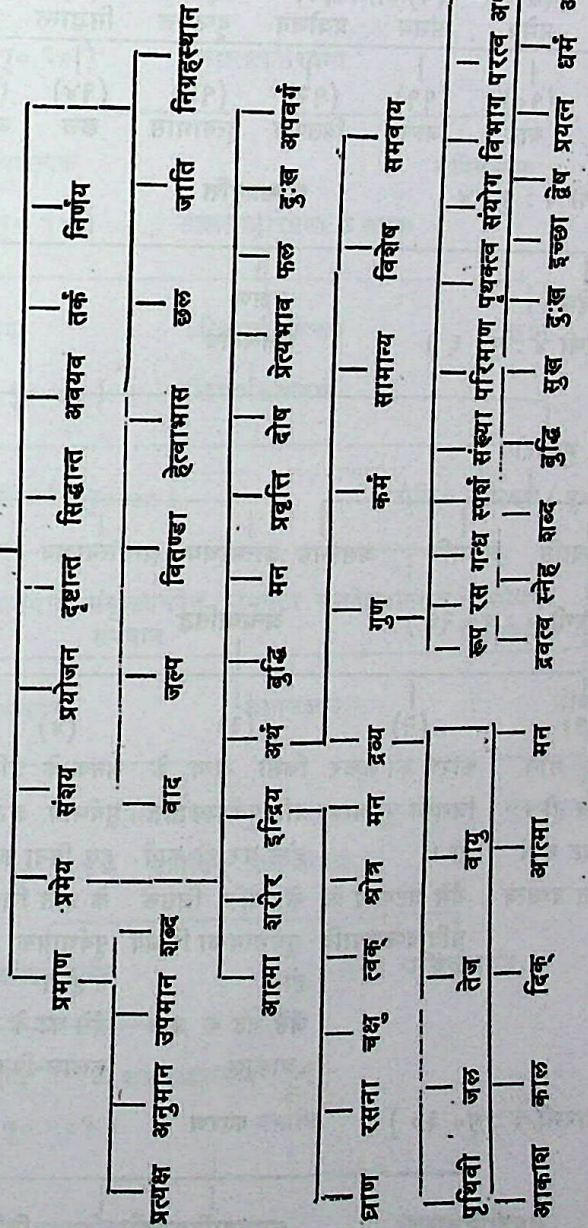 प्रमाण प्रमेय संशय प्रयोजन दृष्टान्त सिद्धान्त अवयव तर्क निर्णय
वाद जल्प वितण्डा हेत्वाभास छल जाति निग्रहस्थान
प्रत्यक्ष अनुमान उपमान शब्द
आत्मा शरीर इन्द्रिय अर्थ बुद्धि मन प्रवृत्ति दोष प्रेत्यभाव फल दुःख अपवर्ग
घ्राण रसना चक्षु त्वक् श्रोत्र मन
द्रव्य गुण कर्म सामान्य विशेष समवाय
पृथिवी जल तेज वायु
आकाश काल दिक् आत्मा मन
रूप रस गन्ध स्पर्श संख्या परिमाण पृथक्त्व संयोग विभाग परत्व
द्रवत्व स्नेह शब्द बुद्धि सुख दुःख इच्छा द्वेष प्रयत्न धर्म